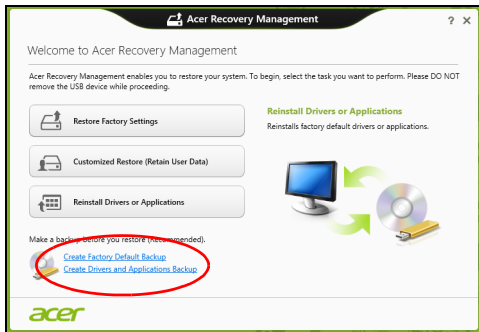 Acer Recovery Management
? X
Welcome to Acer Recovery Management
Acer Recovery Management enables you to restore your system. To begin, select the task you want to perform. Please DO NOT
remove the USB device while proceeding.
Restore Factory Settings
Customized Restore (Retain User Data)
Reinstall Drivers or Applications
Reinstall Drivers or Applications
Reinstalls factory default drivers or applications.
Make a backup before you restore (Recommended).
Create Factory Default Backup
Create Drivers and Applications Backup
acer